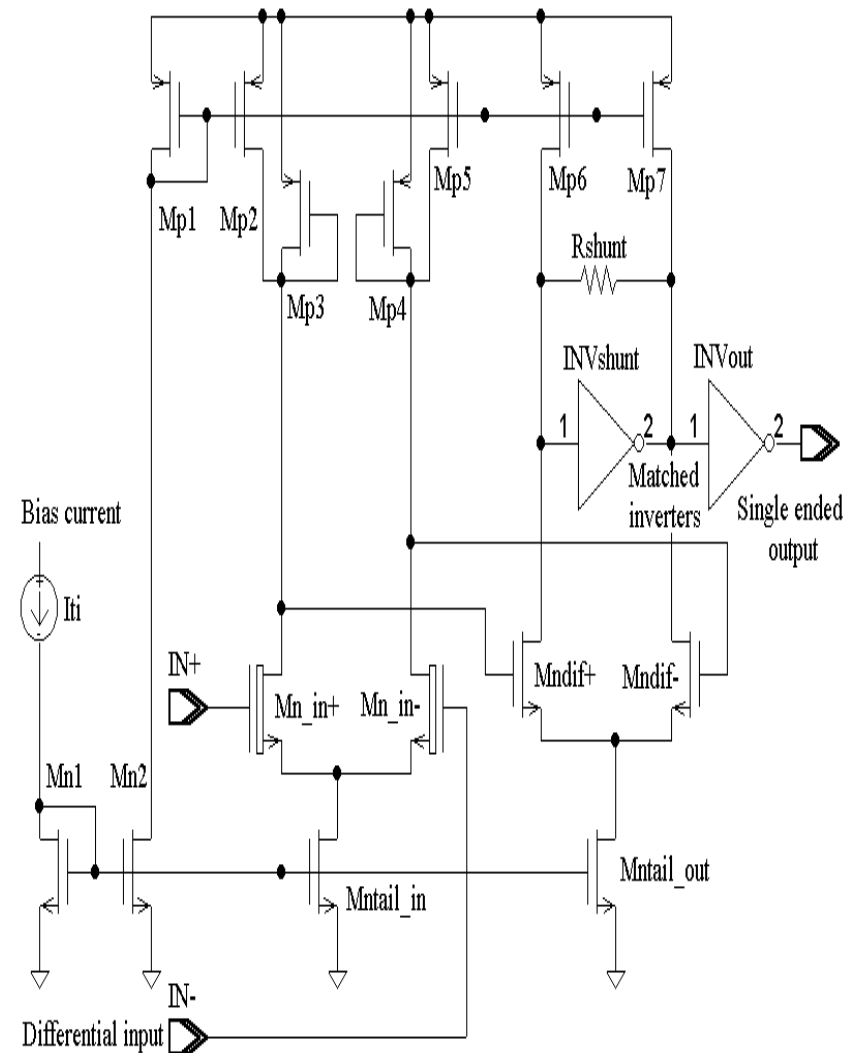 Mp1
Mp2
Mp3
Mp4
Mp5
Mp6
Mp7
Rshunt
INVshunt
INVout
1
2
1
2
Matched
inverters
Single ended
output
Bias current
Iti
IN+
Mn_in+
Mn_in-
Mndif+
Mndif-
Mn1
Mn2
Mntail_in
Mntail_out
IN-
Differential input